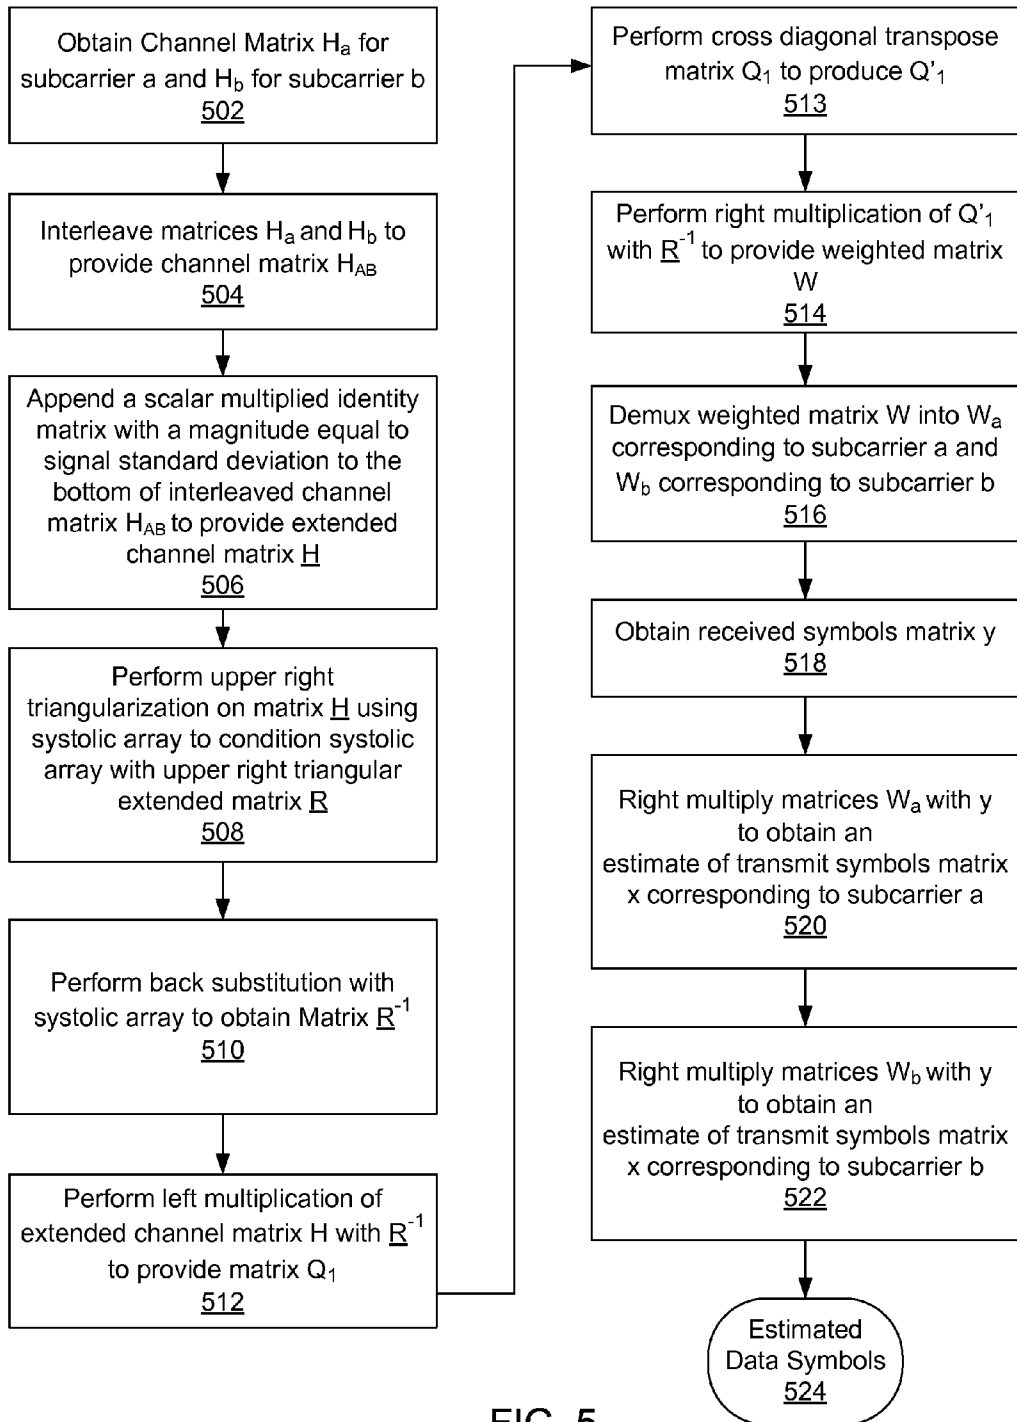 Obtain Channel Matrix Hₐ for
subcarrier a and H_b for subcarrier b
502
Interleave matrices Hₐ and H_b to
provide channel matrix H_AB
504
Append a scalar multiplied identity
matrix with a magnitude equal to
signal standard deviation to the
bottom of interleaved channel
matrix H_AB to provide extended
channel matrix H
506
Perform upper right
triangularization on matrix H using
systolic array to condition systolic
array with upper right triangular
extended matrix R
508
Perform back substitution with
systolic array to obtain Matrix R⁻¹
510
Perform left multiplication of
extended channel matrix H with R⁻¹
to provide matrix Q₁
512
Perform cross diagonal transpose
matrix Q₁ to produce Q'₁
513
Perform right multiplication of Q'₁
with R⁻¹ to provide weighted matrix
W
514
Demux weighted matrix W into Wₐ
corresponding to subcarrier a and
W_b corresponding to subcarrier b
516
Obtain received symbols matrix y
518
Right multiply matrices Wₐ with y
to obtain an
estimate of transmit symbols matrix
x corresponding to subcarrier a
520
Right multiply matrices W_b with y
to obtain an
estimate of transmit symbols matrix
x corresponding to subcarrier b
522
Estimated
Data Symbols
524
FIG. 5